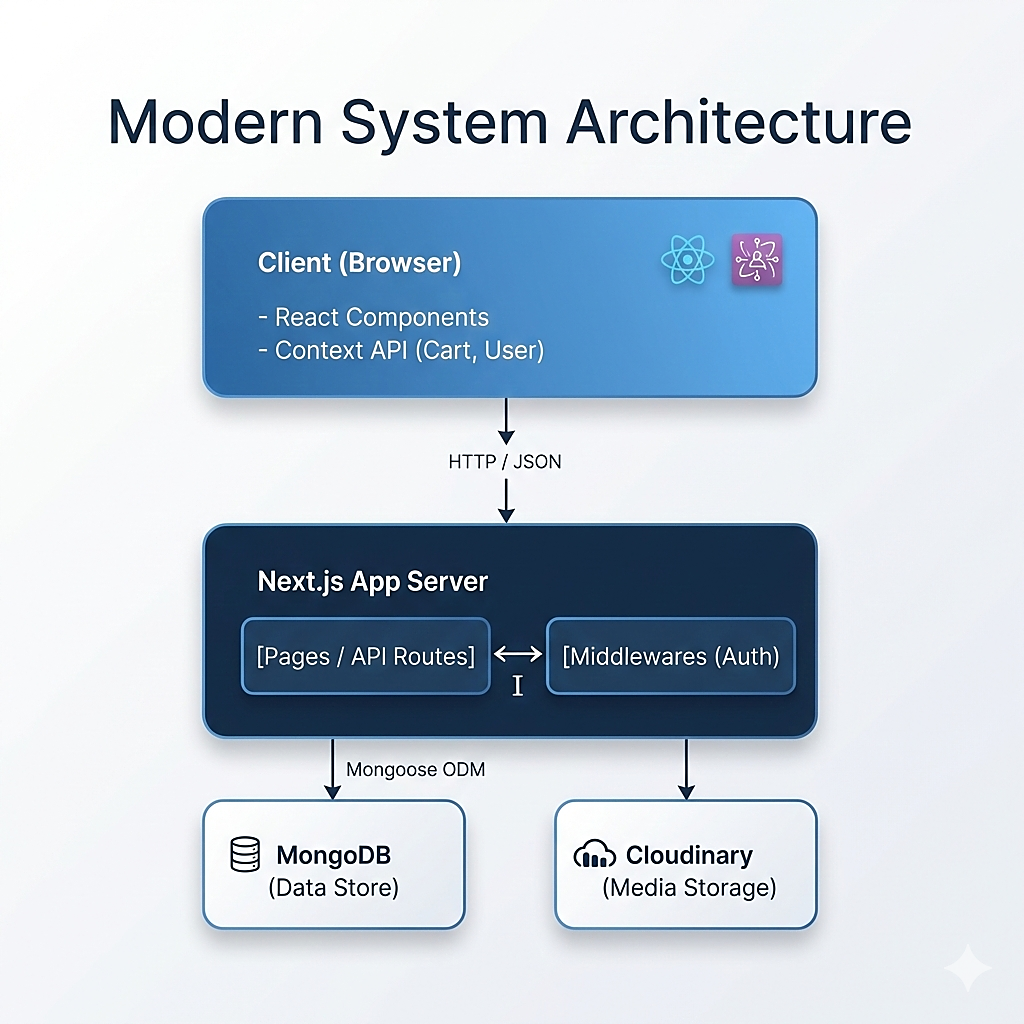 Modern System Architecture
Client (Browser)
- React Components
- Context API (Cart, User)
HTTP / JSON
Next.js App Server
[Pages / API Routes]
[Middlewares (Auth)
I
Mongoose ODM
MongoDB
(Data Store)
Cloudinary
(Media Storage)